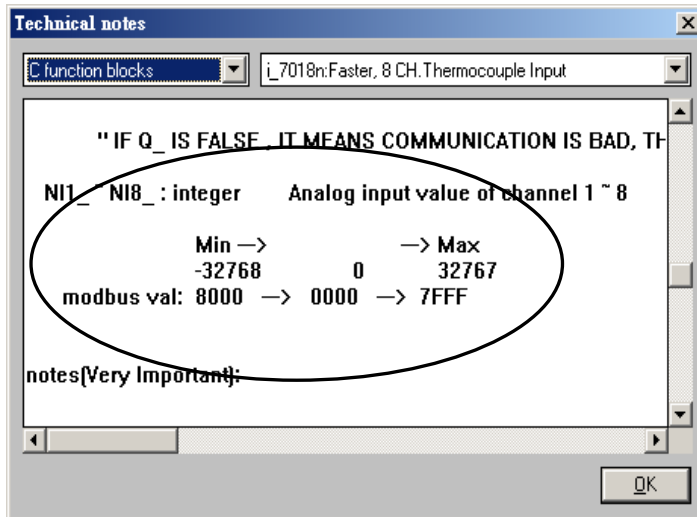 Technical notes
C function blocks
i_7018n:Faster, 8 CH.Thermocouple Input
" IF Q_ IS FALSE , IT MEANS COMMUNICATION IS BAD, TH
NI1_ ~ NI8_ : integer Analog input value of channel 1 ~ 8
Min —> —> Max
-32768 0 32767
modbus val: 8000 —> 0000 —> 7FFF
notes(Very Important):
OK